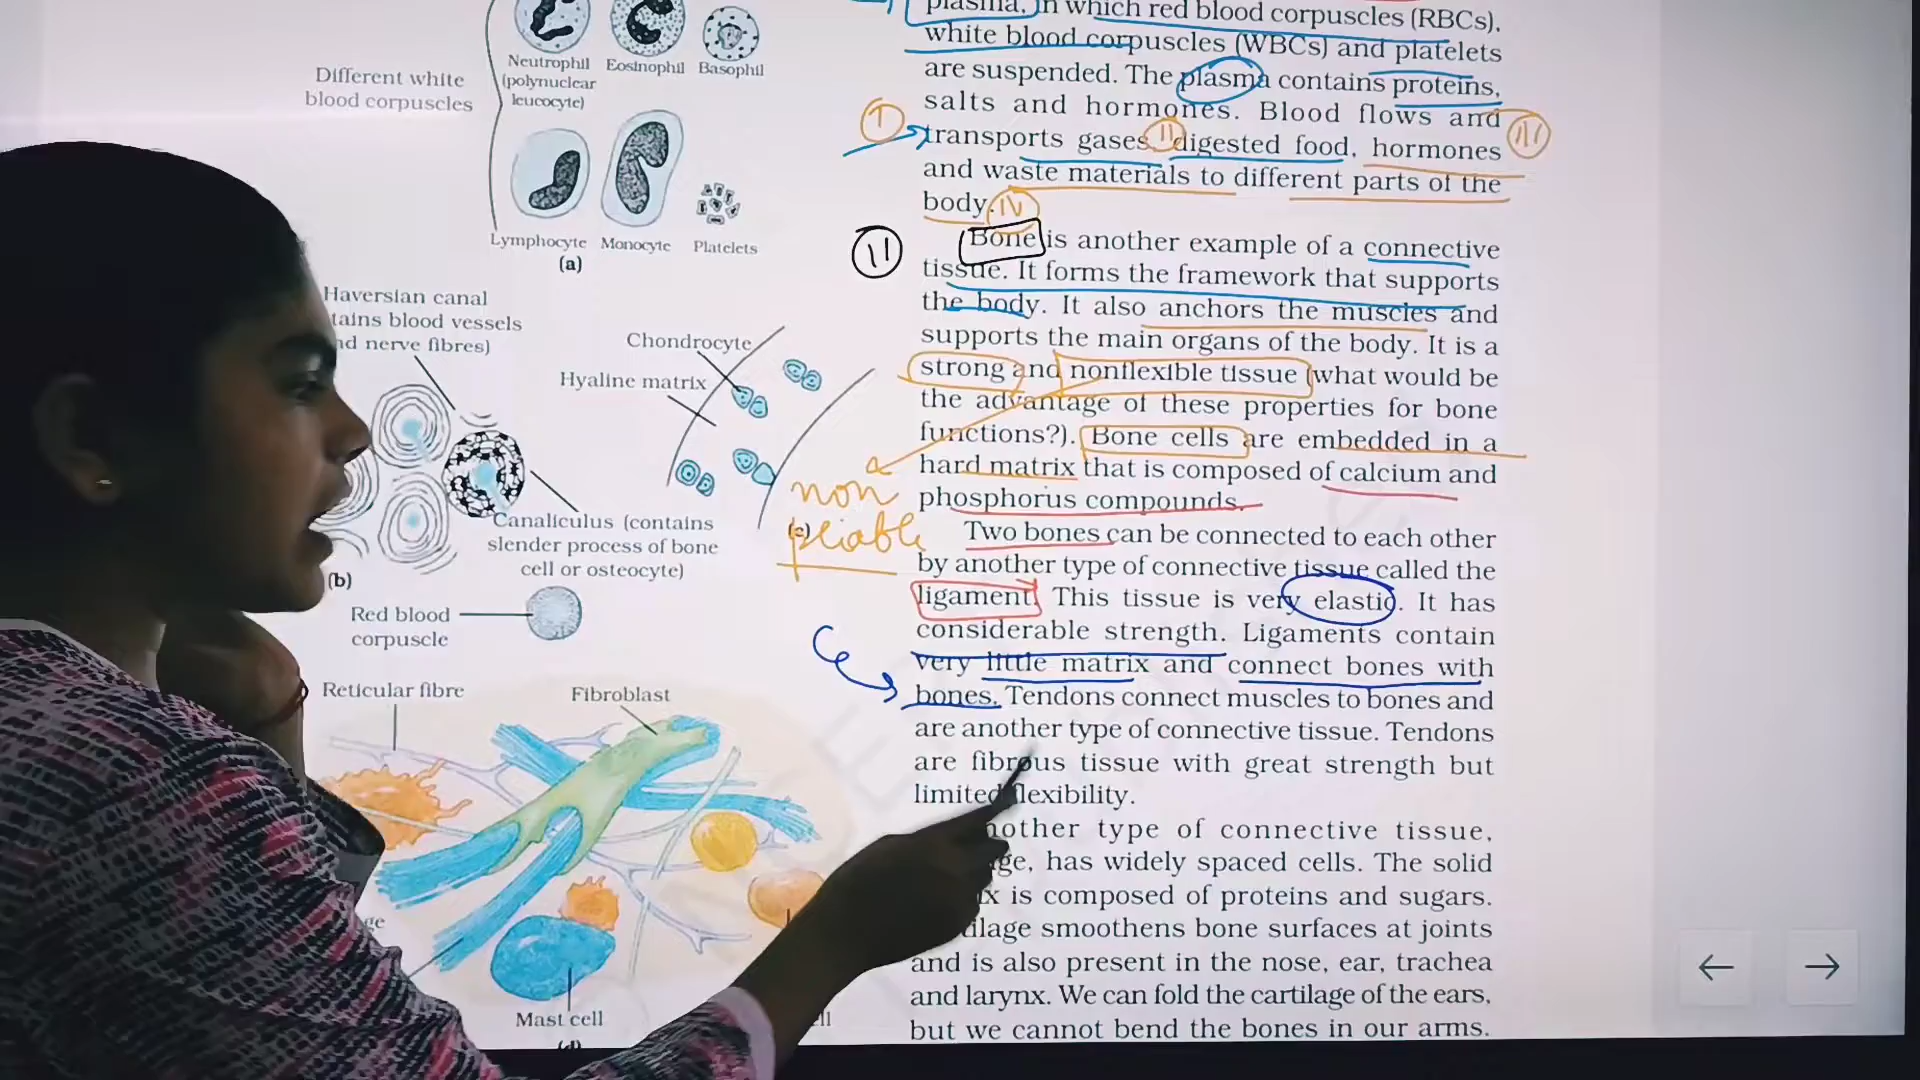 Different white
blood corpuscles
Neutrophil
(polynuclear
leucocyte)
Eosinophil
Basophil
Lymphocyte
Monocyte
Platelets
(a)
Haversian canal
tains blood vessels
nd nerve fibres)
Canaliculus (contains
slender process of bone
cell or osteocyte)
(b)
Chondrocyte
Hyaline matrix
(c)
Red blood
corpuscle
Reticular fibre
Fibroblast
Mast cell
plasma, in which red blood corpuscles (RBCs),
white blood corpuscles (WBCs) and platelets
are suspended. The plasma contains proteins,
salts and hormones. Blood flows and
transports gases, digested food, hormones
and waste materials to different parts of the
body.
I
II
III
IV
II
Bone is another example of a connective
tissue. It forms the framework that supports
the body. It also anchors the muscles and
supports the main organs of the body. It is a
strong and nonflexible tissue (what would be
the advantage of these properties for bone
functions?). Bone cells are embedded in a
hard matrix that is composed of calcium and
phosphorus compounds.
non
pliable
Two bones can be connected to each other
by another type of connective tissue called the
ligament. This tissue is very elastic. It has
considerable strength. Ligaments contain
very little matrix and connect bones with
bones. Tendons connect muscles to bones and
are another type of connective tissue. Tendons
are fibrous tissue with great strength but
limited flexibility.
nother type of connective tissue,
ge, has widely spaced cells. The solid
x is composed of proteins and sugars.
tilage smoothens bone surfaces at joints
and is also present in the nose, ear, trachea
and larynx. We can fold the cartilage of the ears,
but we cannot bend the bones in our arms.